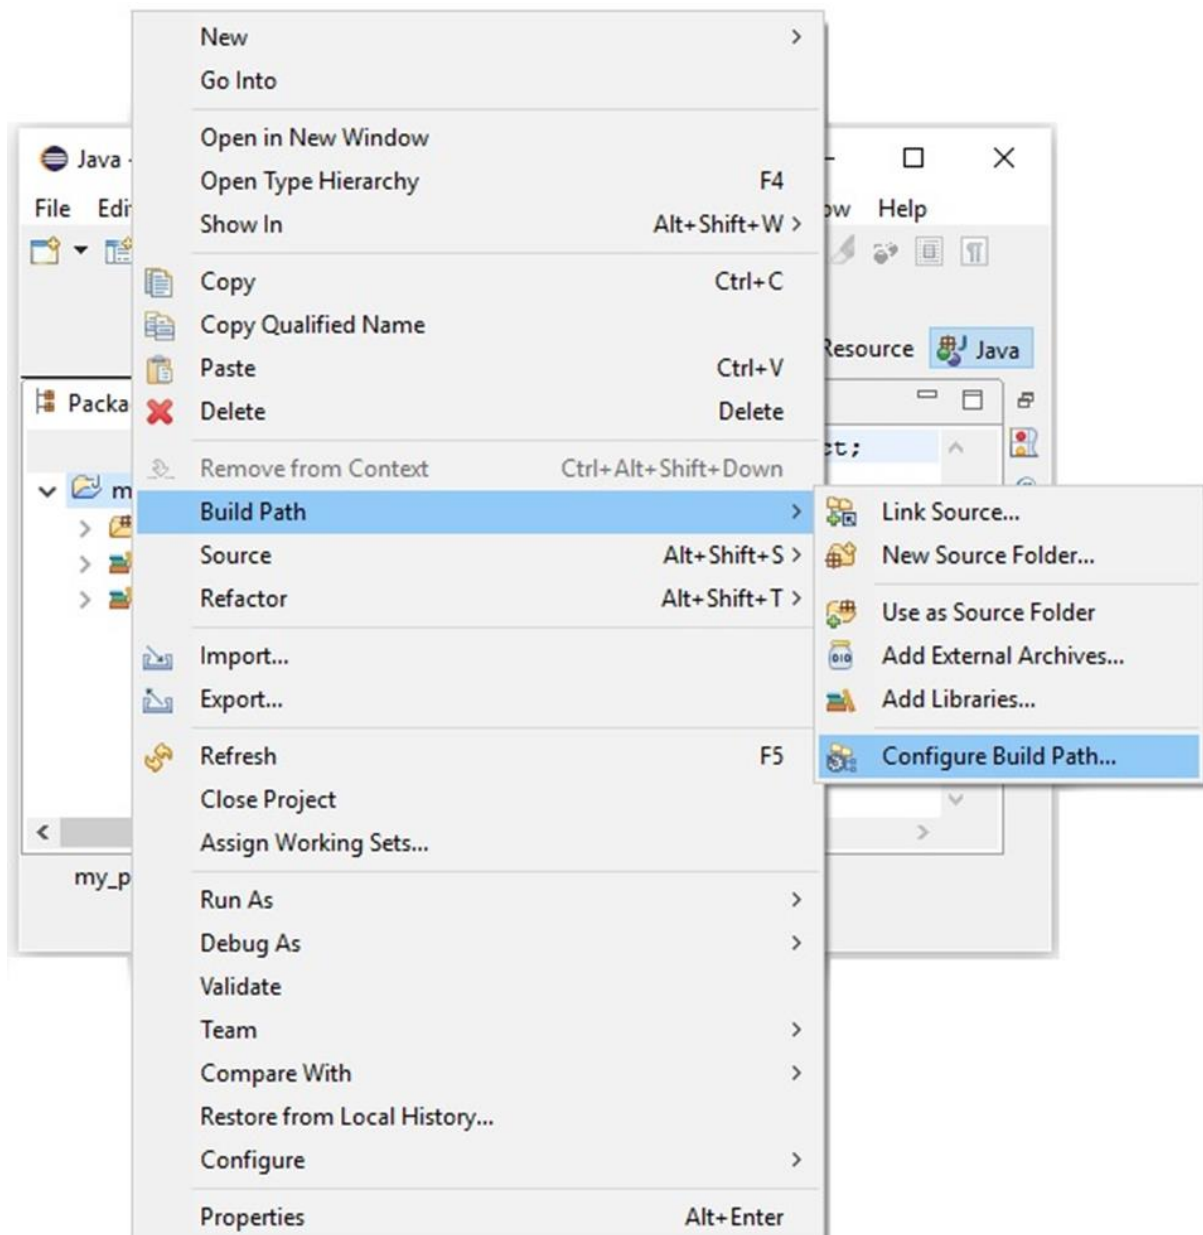 New
Go Into
Open in New Window
Open Type Hierarchy F4
Show In Alt+Shift+W
Copy Ctrl+C
Copy Qualified Name
Paste Ctrl+V
Delete Delete
Remove from Context Ctrl+Alt+Shift+Down
Build Path
Source Alt+Shift+S
Refactor Alt+Shift+T
Import...
Export...
Refresh F5
Close Project
Assign Working Sets...
Run As
Debug As
Validate
Team
Compare With
Restore from Local History...
Configure
Properties Alt+Enter
Link Source...
New Source Folder...
Use as Source Folder
Add External Archives...
Add Libraries...
Configure Build Path...
Java -
File Edi
ow Help
Resource Java
Packa
ct;
m
my_p